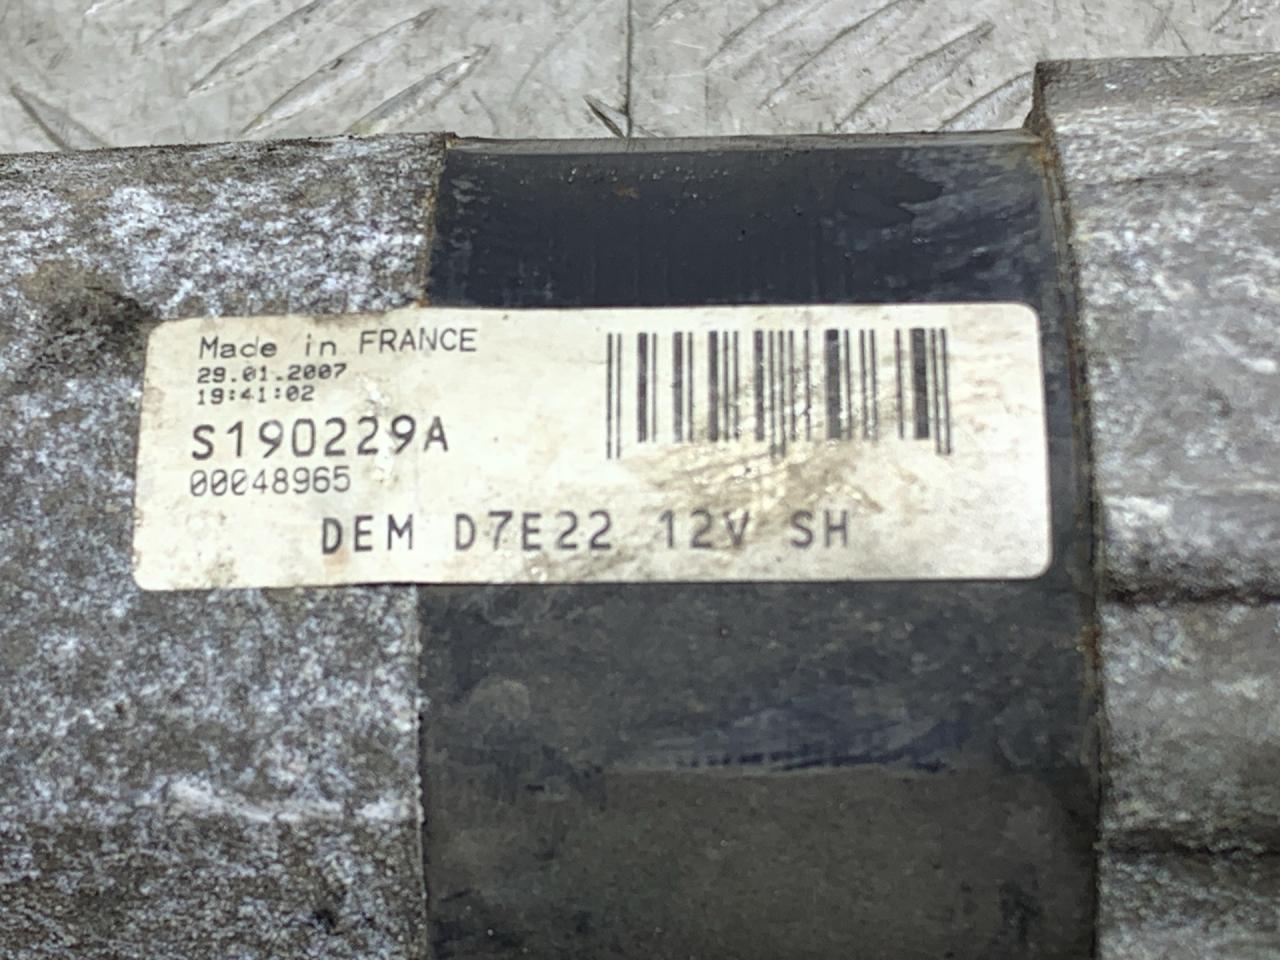 Made in FRANCE
29.01.2007
19:41:02
S190229A
00048965
DEM D7E22 12V SH